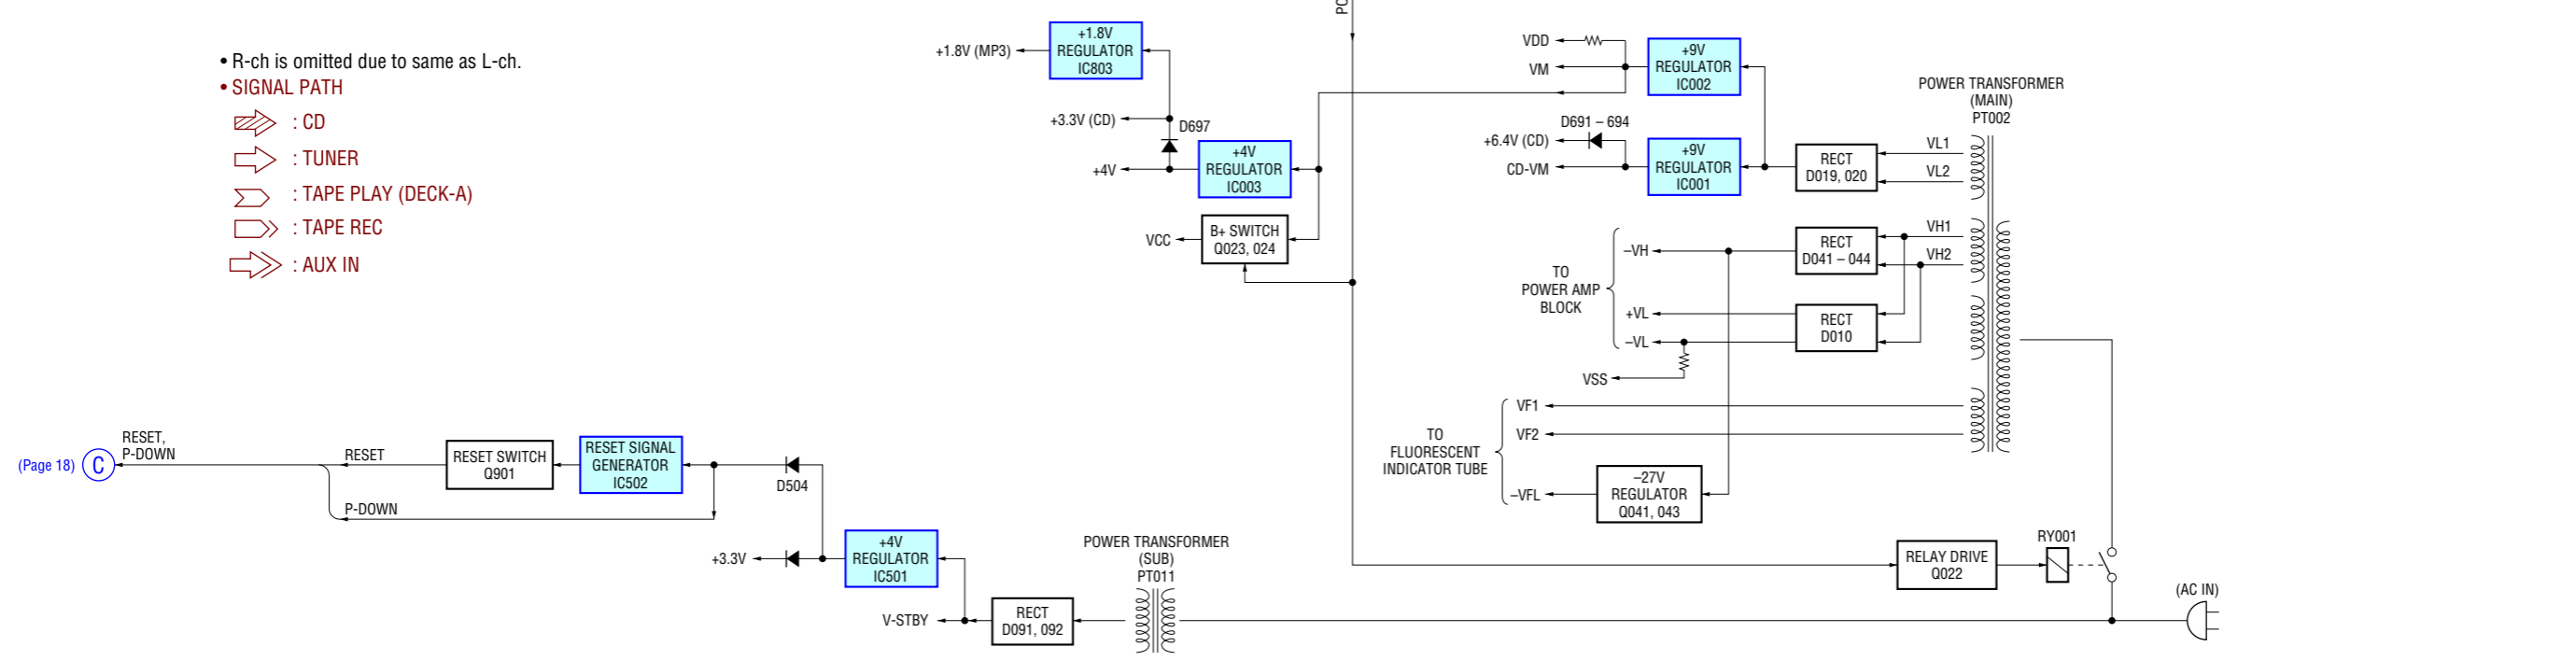 • R-ch is omitted due to same as L-ch.
• SIGNAL PATH
: CD
: TUNER
: TAPE PLAY (DECK-A)
: TAPE REC
: AUX IN
+1.8V (MP3)
+1.8V
REGULATOR
IC803
+3.3V (CD)
D697
+4V
+4V
REGULATOR
IC003
VCC
B+ SWITCH
Q023, 024
VDD
VM
+9V
REGULATOR
IC002
D691 – 694
+6.4V (CD)
CD-VM
+9V
REGULATOR
IC001
POWER TRANSFORMER
(MAIN)
PT002
RECT
D019, 020
VL1
VL2
TO
POWER AMP
BLOCK
–VH
+VL
–VL
VSS
RECT
D041 – 044
VH1
VH2
RECT
D010
TO
FLUORESCENT
INDICATOR TUBE
VF1
VF2
–VFL
–27V
REGULATOR
Q041, 043
(Page 18)
C
RESET,
P-DOWN
RESET
P-DOWN
RESET SWITCH
Q901
RESET SIGNAL
GENERATOR
IC502
D504
+3.3V
+4V
REGULATOR
IC501
V-STBY
RECT
D091, 092
POWER TRANSFORMER
(SUB)
PT011
RELAY DRIVE
Q022
RY001
(AC IN)